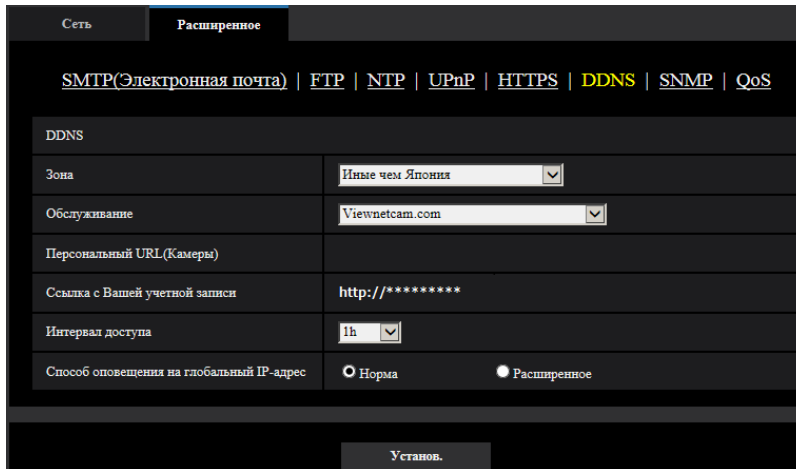 Сеть Расширенное
SMTP(Электронная почта) | FTP | NTP | UPnP | HTTPS | DDNS | SNMP | QoS
DDNS
Зона Иные чем Япония
Обслуживание Viewnetcam.com
Персональный URL(Камеры)
Ссылка с Вашей учетной записи http://*********
Интервал доступа 1h
Способ оповещения на глобальный IP-адрес Норма Расширенное
Установ.